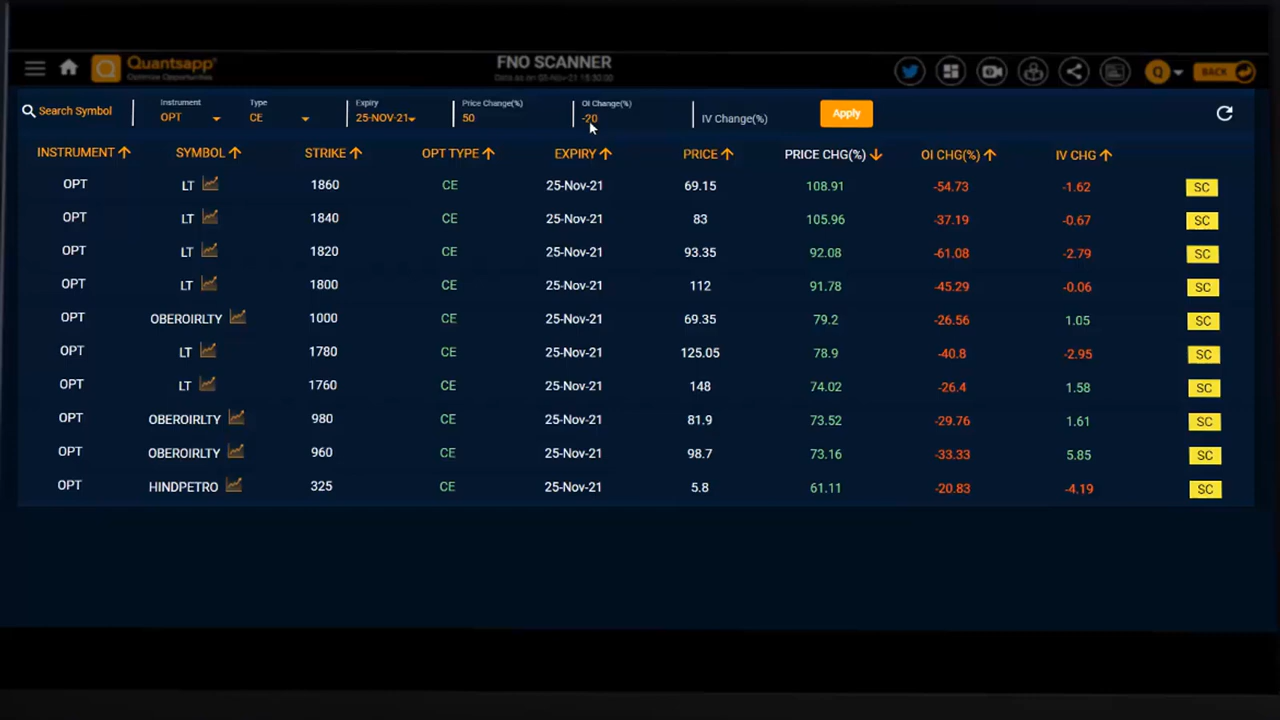 Quantsapp
FNO SCANNER
BACK
Search Symbol
Instrument OPT
Type CE
Expiry 25-NOV-21
Price Change(%) 50
OI Change(%) -20
IV Change(%)
Apply
INSTRUMENT SYMBOL STRIKE OPT TYPE EXPIRY PRICE PRICE CHG(%) OI CHG(%) IV CHG
OPT LT 1860 CE 25-Nov-21 69.15 108.91 -54.73 -1.62 SC
OPT LT 1840 CE 25-Nov-21 83 105.96 -37.19 -0.67 SC
OPT LT 1820 CE 25-Nov-21 93.35 92.08 -61.08 -2.79 SC
OPT LT 1800 CE 25-Nov-21 112 91.78 -45.29 -0.06 SC
OPT OBEROIRLTY 1000 CE 25-Nov-21 69.35 79.2 -26.56 1.05 SC
OPT LT 1780 CE 25-Nov-21 125.05 78.9 -40.8 -2.95 SC
OPT LT 1760 CE 25-Nov-21 148 74.02 -26.4 1.58 SC
OPT OBEROIRLTY 980 CE 25-Nov-21 81.9 73.52 -29.76 1.61 SC
OPT OBEROIRLTY 960 CE 25-Nov-21 98.7 73.16 -33.33 5.85 SC
OPT HINDPETRO 325 CE 25-Nov-21 5.8 61.11 -20.83 -4.19 SC